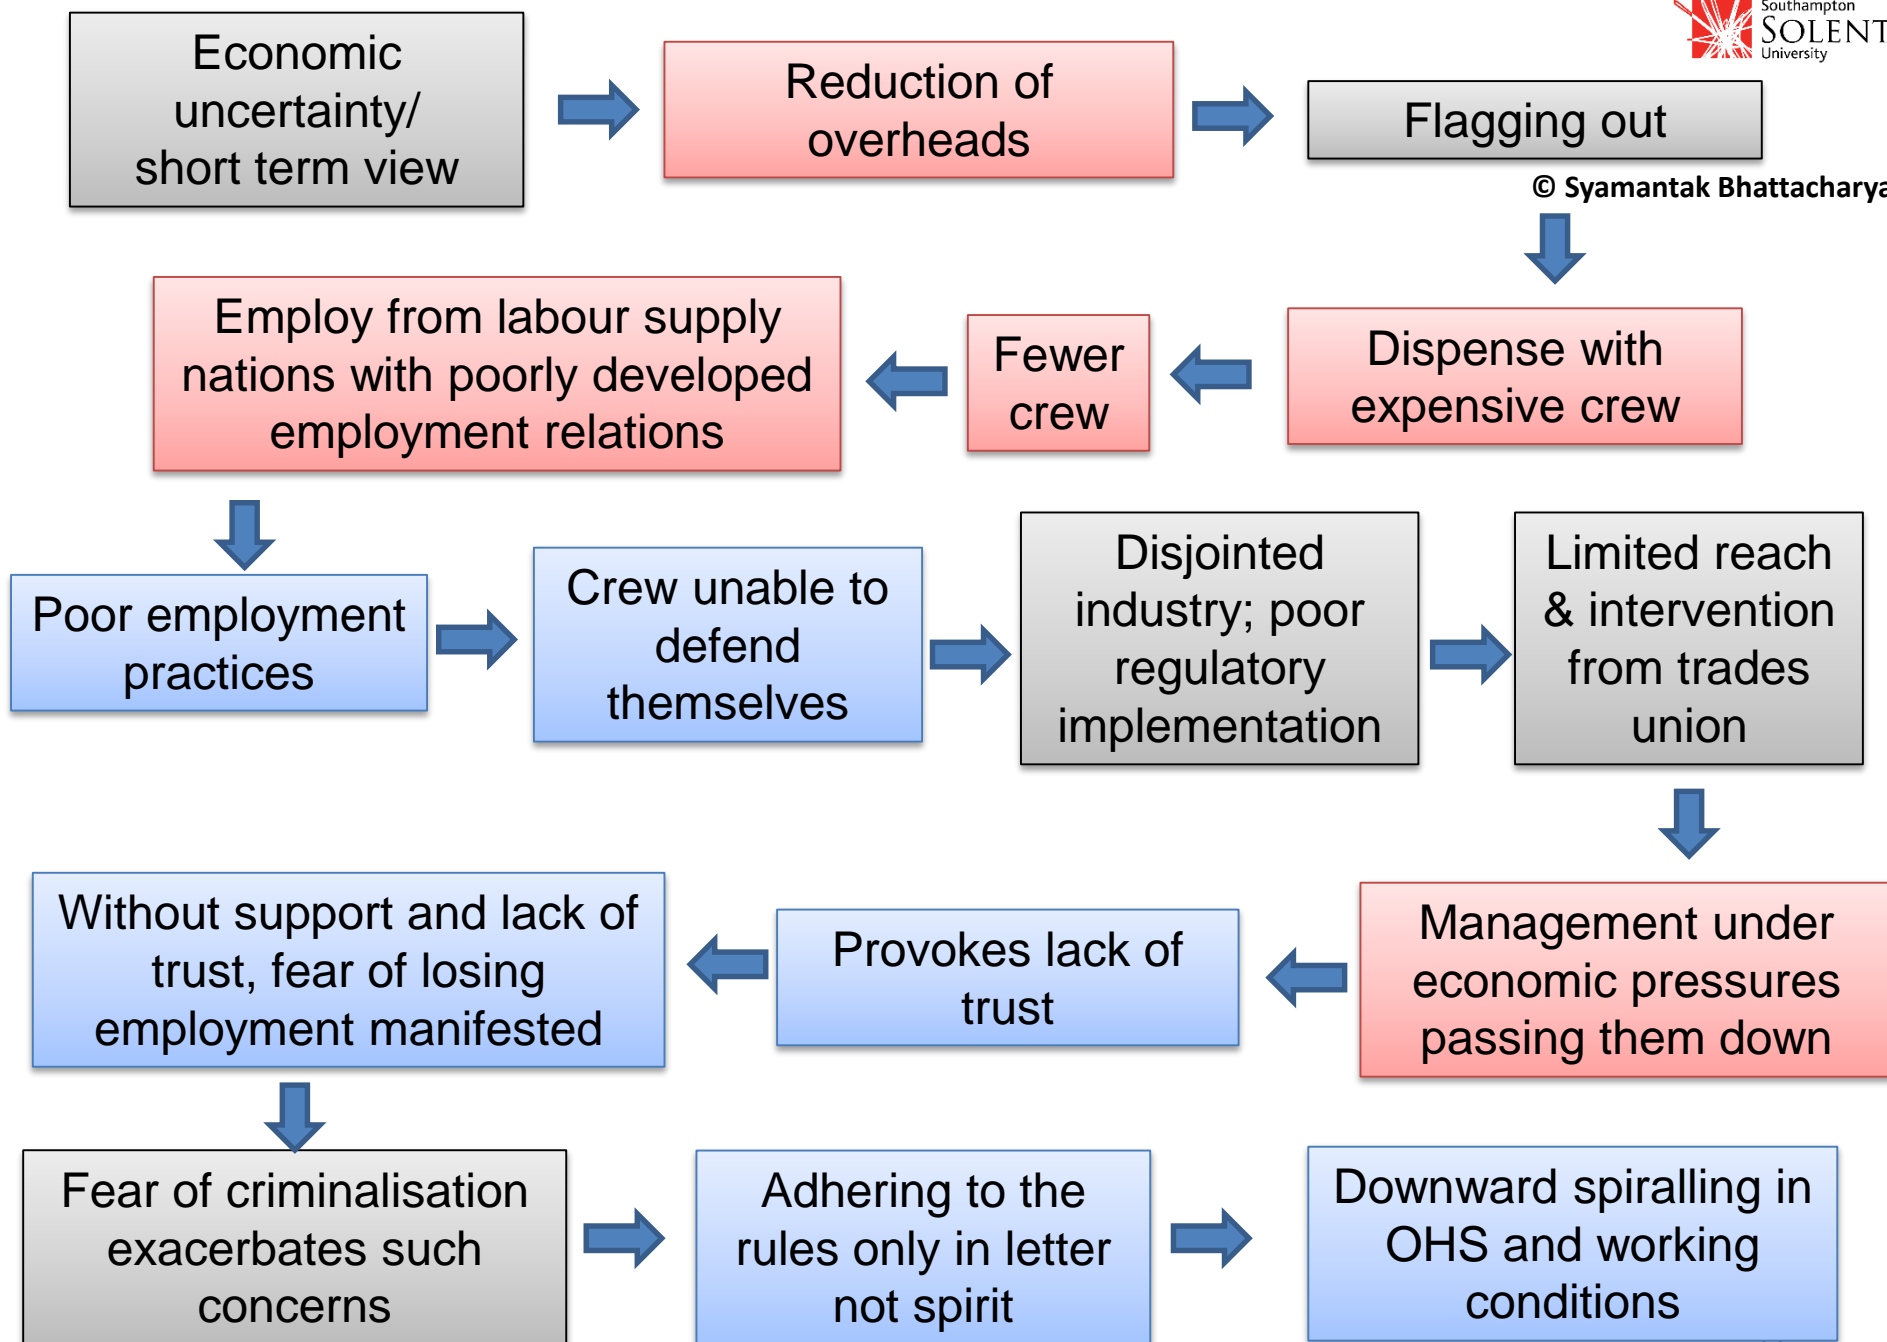 Southampton
SOLENT
University
Economic
uncertainty/
short term view
Reduction of
overheads
Flagging out
© Syamantak Bhattacharya
Dispense with
expensive crew
Fewer
crew
Employ from labour supply
nations with poorly developed
employment relations
Poor employment
practices
Crew unable to
defend
themselves
Disjointed
industry; poor
regulatory
implementation
Limited reach
& intervention
from trades
union
Management under
economic pressures
passing them down
Provokes lack of
trust
Without support and lack of
trust, fear of losing
employment manifested
Fear of criminalisation
exacerbates such
concerns
Adhering to the
rules only in letter
not spirit
Downward spiralling in
OHS and working
conditions